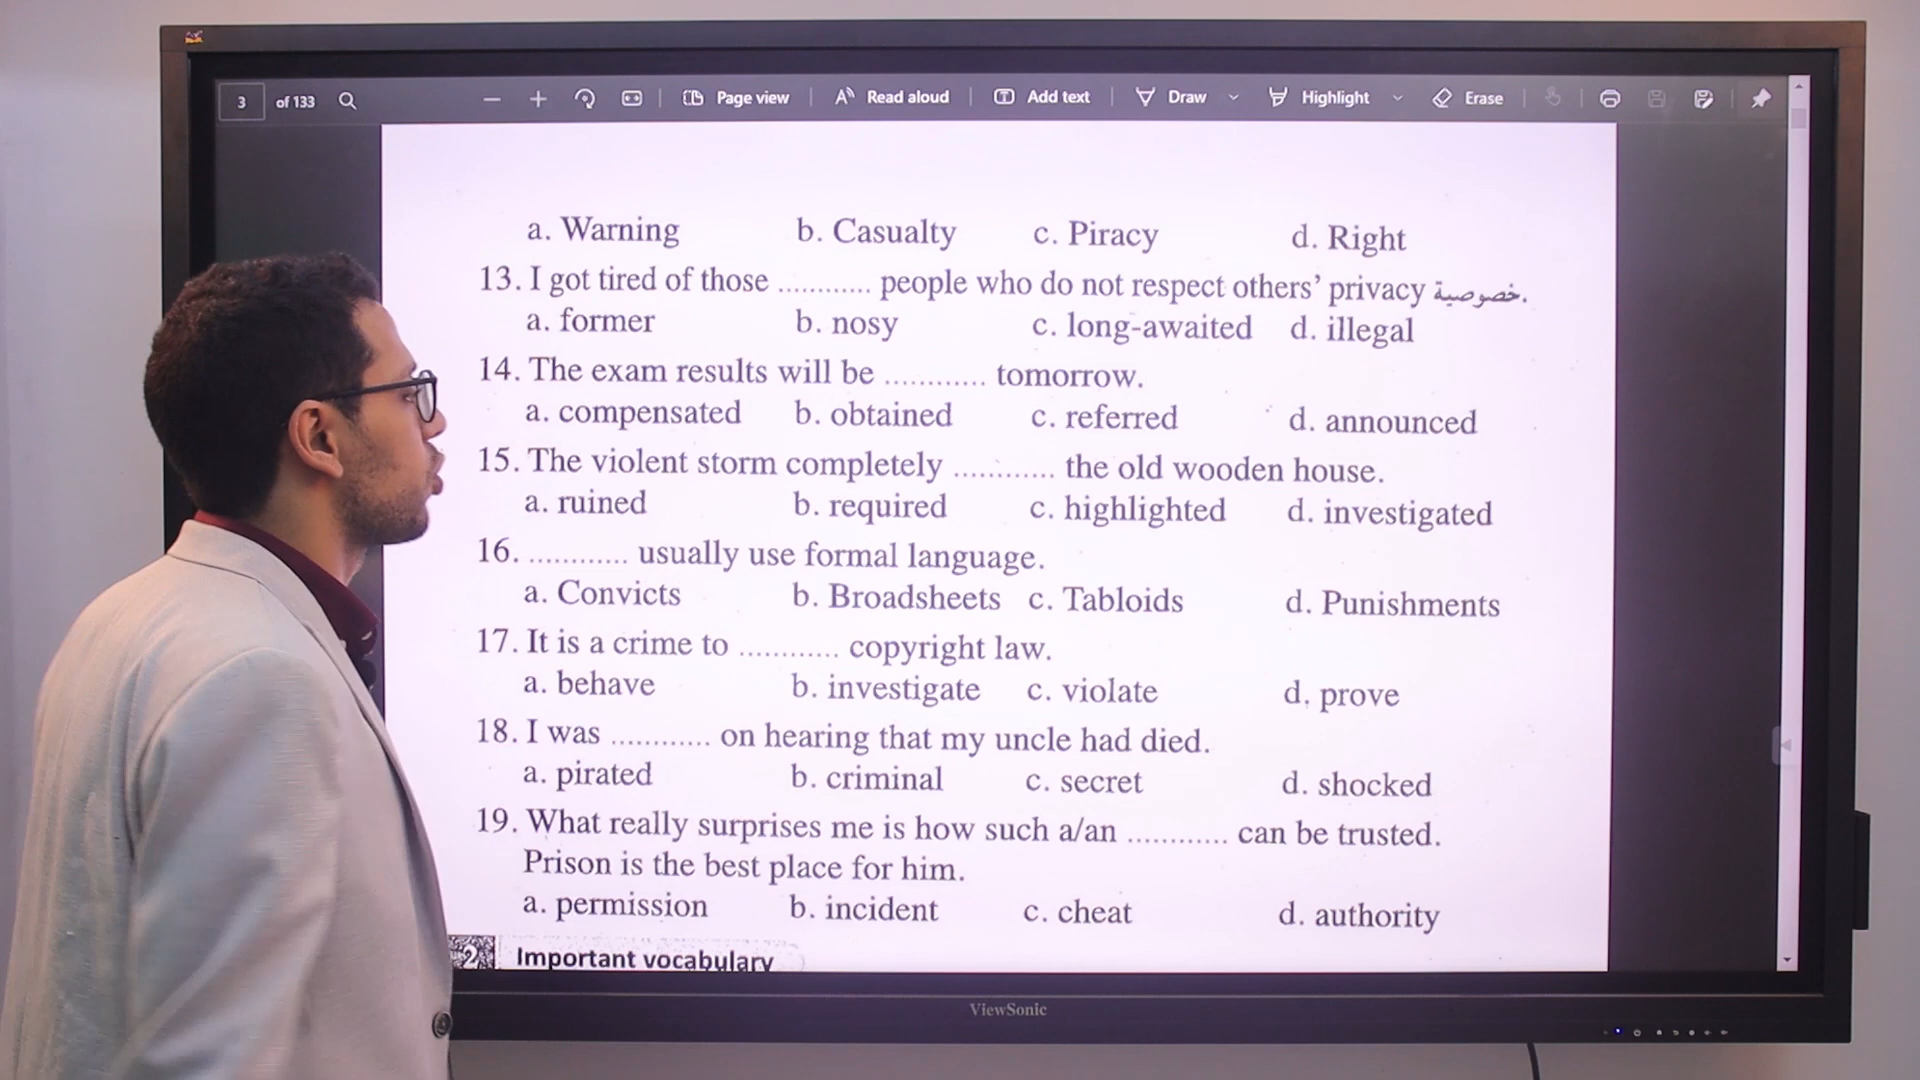 3 of 133 Page view Read aloud Add text Draw Highlight Erase
a. Warning b. Casualty c. Piracy d. Right
13. I got tired of those ............ people who do not respect others’ privacy خصوصية.
a. former b. nosy c. long-awaited d. illegal
14. The exam results will be ............ tomorrow.
a. compensated b. obtained c. referred d. announced
15. The violent storm completely ............ the old wooden house.
a. ruined b. required c. highlighted d. investigated
16. ............ usually use formal language.
a. Convicts b. Broadsheets c. Tabloids d. Punishments
17. It is a crime to ............ copyright law.
a. behave b. investigate c. violate d. prove
18. I was ............ on hearing that my uncle had died.
a. pirated b. criminal c. secret d. shocked
19. What really surprises me is how such a/an ............ can be trusted.
Prison is the best place for him.
a. permission b. incident c. cheat d. authority
2 Important vocabulary
ViewSonic